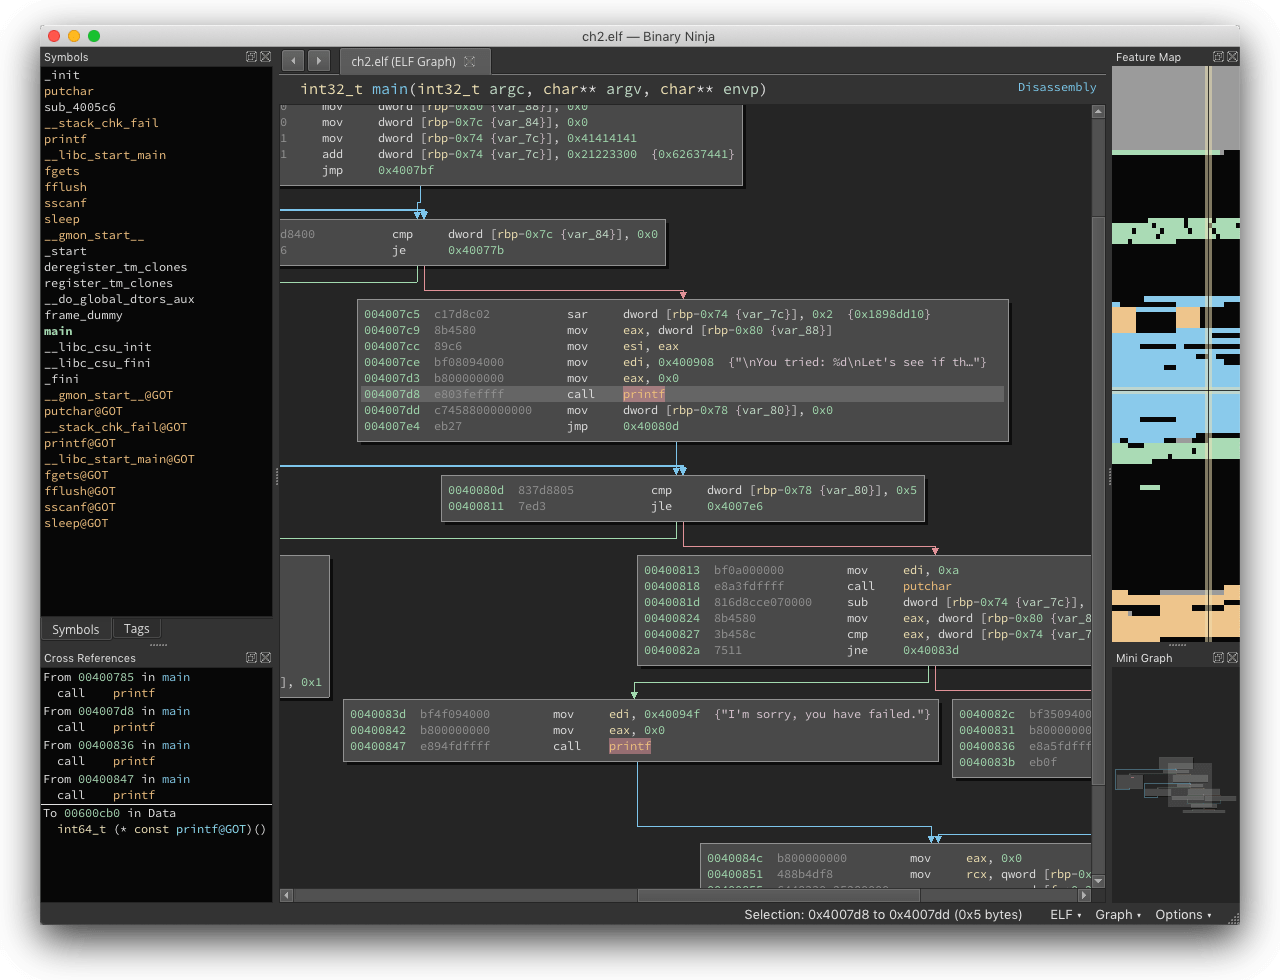 ch2.elf — Binary Ninja
Symbols
_init
putchar
sub_4005c6
__stack_chk_fail
printf
__libc_start_main
fgets
fflush
sscanf
sleep
__gmon_start__
_start
deregister_tm_clones
register_tm_clones
__do_global_dtors_aux
frame_dummy
main
__libc_csu_init
__libc_csu_fini
_fini
__gmon_start__@GOT
putchar@GOT
__stack_chk_fail@GOT
printf@GOT
__libc_start_main@GOT
fgets@GOT
fflush@GOT
sscanf@GOT
sleep@GOT
Symbols Tags
Cross References
From 00400785 in main
call printf
From 004007d8 in main
call printf
From 00400836 in main
call printf
From 00400847 in main
call printf
To 00600cb0 in Data
int64_t (* const printf@GOT)()
ch2.elf (ELF Graph)
int32_t main(int32_t argc, char** argv, char** envp)
Disassembly
0 mov dword [rbp-0x80 {var_88}], 0x0
0 mov dword [rbp-0x7c {var_84}], 0x0
1 mov dword [rbp-0x74 {var_7c}], 0x41414141
1 add dword [rbp-0x74 {var_7c}], 0x21223300 {0x62637441}
jmp 0x4007bf
d8400 cmp dword [rbp-0x7c {var_84}], 0x0
6 je 0x40077b
004007c5 c17d8c02 sar dword [rbp-0x74 {var_7c}], 0x2 {0x1898dd10}
004007c9 8b4580 mov eax, dword [rbp-0x80 {var_88}]
004007cc 89c6 mov esi, eax
004007ce bf08094000 mov edi, 0x400908 {"\nYou tried: %d\nLet's see if th…"}
004007d3 b800000000 mov eax, 0x0
004007d8 e803feffff call printf
004007dd c7458800000000 mov dword [rbp-0x78 {var_80}], 0x0
004007e4 eb27 jmp 0x40080d
0040080d 837d8805 cmp dword [rbp-0x78 {var_80}], 0x5
00400811 7ed3 jle 0x4007e6
00400813 bf0a000000 mov edi, 0xa
00400818 e8a3fdffff call putchar
0040081d 816d8cce070000 sub dword [rbp-0x74 {var_7c}],
00400824 8b4580 mov eax, dword [rbp-0x80 {var_8
00400827 3b458c cmp eax, dword [rbp-0x74 {var_7
0040082a 7511 jne 0x40083d
], 0x1
0040083d bf4f094000 mov edi, 0x40094f {"I'm sorry, you have failed."}
00400842 b800000000 mov eax, 0x0
00400847 e894fdffff call printf
0040082c bf3509400
00400831 b80000000
00400836 e8a5fdfff
0040083b eb0f
0040084c b800000000 mov eax, 0x0
00400851 488b4df8 mov rcx, qword [rbp-0x
Feature Map
Mini Graph
Selection: 0x4007d8 to 0x4007dd (0x5 bytes) ELF Graph Options